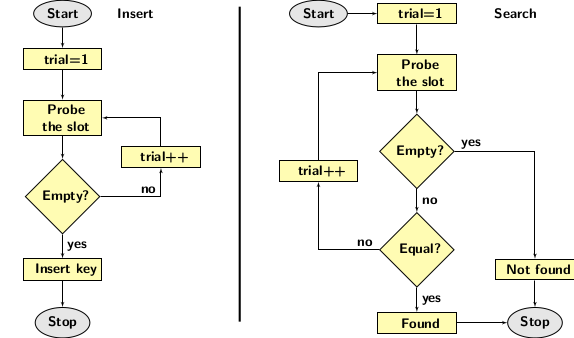 Start
Insert
trial=1
Probe
the slot
trial++
Empty?
no
yes
Insert key
Stop
Start
trial=1
Search
Probe
the slot
Empty?
yes
trial++
no
Equal?
no
Not found
yes
Found
Stop